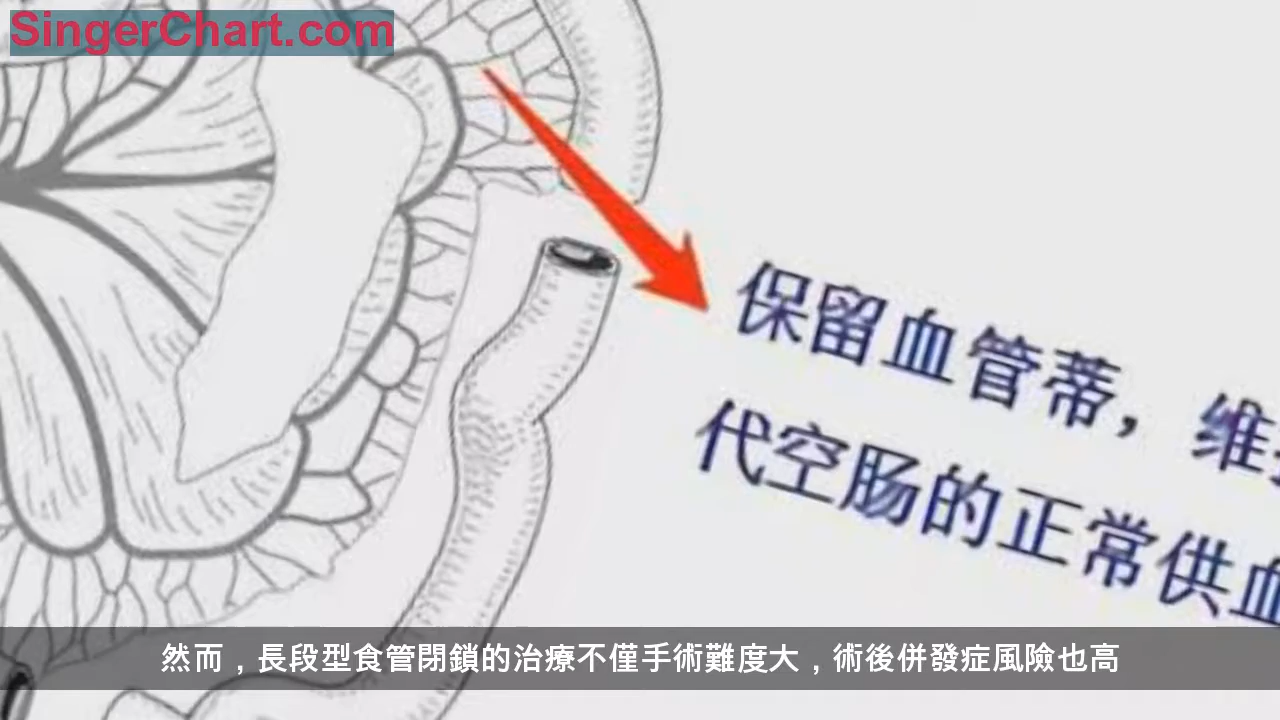 SingerChart.com
保留血管蒂，维
代空肠的正常供血
然而，長段型食管閉鎖的治療不僅手術難度大，術後併發症風險也高